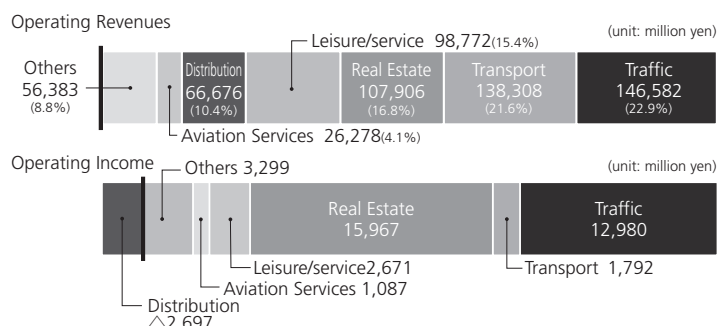 Operating Revenues
(unit: million yen)
Leisure/service 98,772(15.4%)
Others
56,383
(8.8%)
Distribution
66,676
(10.4%)
Real Estate
107,906
(16.8%)
Transport
138,308
(21.6%)
Traffic
146,582
(22.9%)
Aviation Services 26,278(4.1%)
Operating Income
(unit: million yen)
Others 3,299
Real Estate
15,967
Traffic
12,980
Leisure/service2,671
Transport 1,792
Aviation Services 1,087
Distribution
△2,697